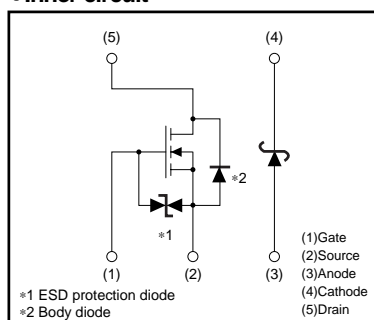 Inner circuit
(5)
(4)
∗2
∗1
(1)
(2)
(3)
(1)Gate
(2)Source
(3)Anode
(4)Cathode
(5)Drain
∗1 ESD protection diode
∗2 Body diode